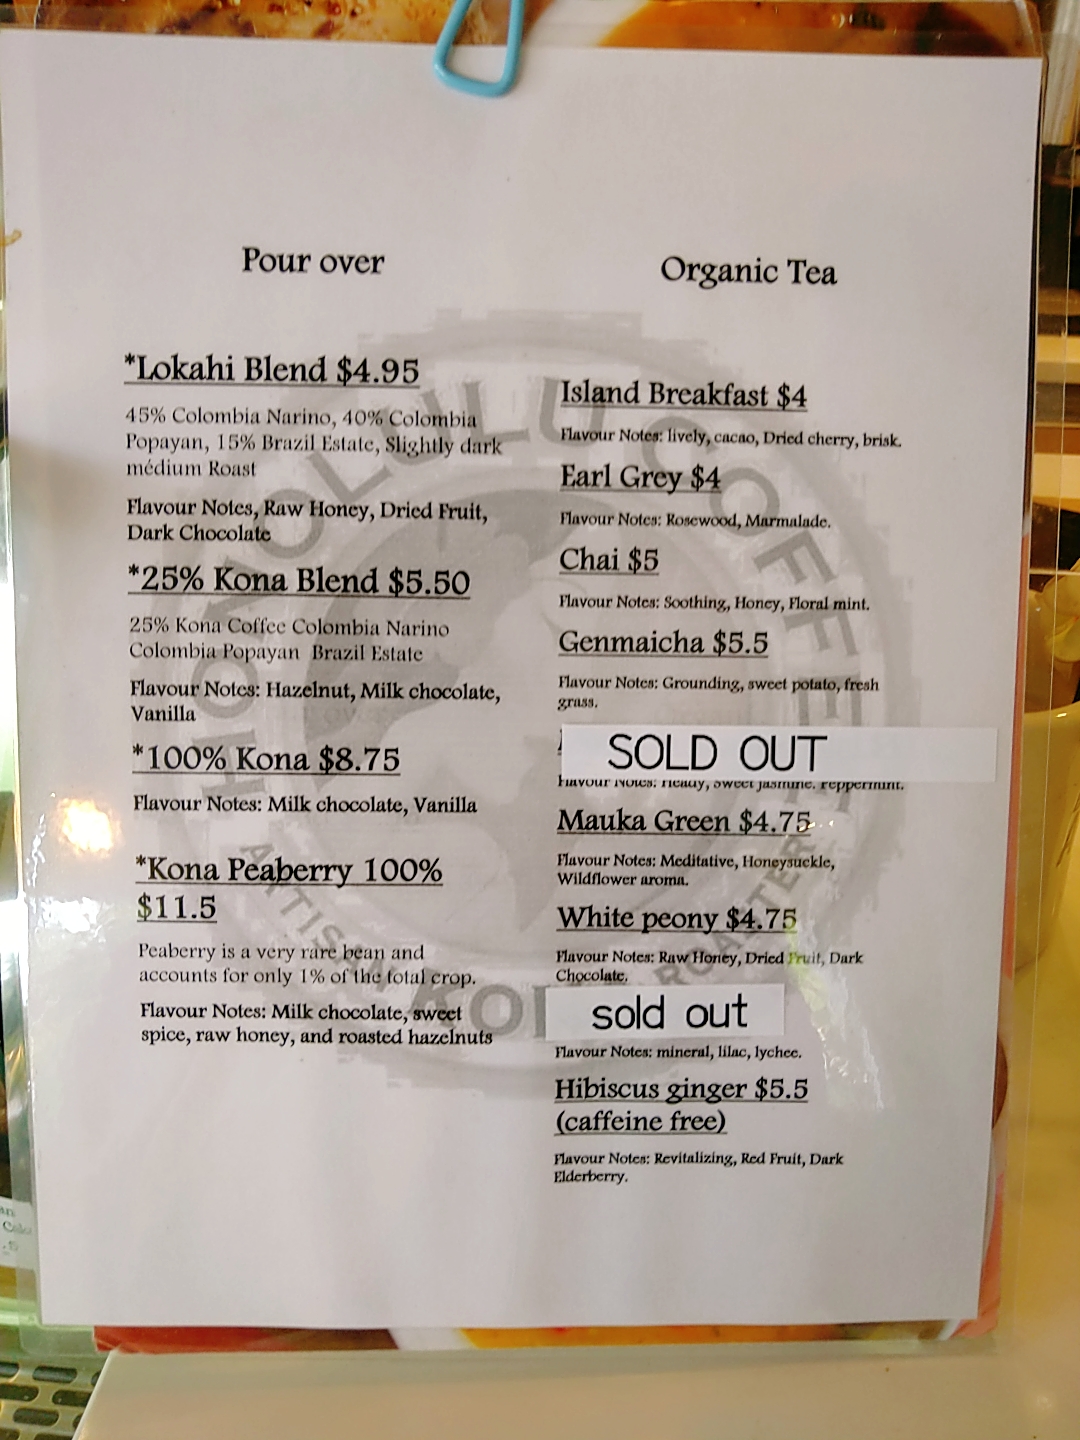 Pour over
*Lokahi Blend $4.95
45% Colombia Narino, 40% Colombia
Popayan, 15% Brazil Estate, Slightly dark
médium Roast
Flavour Notes, Raw Honey, Dried Fruit,
Dark Chocolate
*25% Kona Blend $5.50
25% Kona Coffee Colombia Narino
Colombia Popayan Brazil Estate
Flavour Notes: Hazelnut, Milk chocolate,
Vanilla
*100% Kona $8.75
Flavour Notes: Milk chocolate, Vanilla
*Kona Peaberry 100%
$11.5
Peaberry is a very rare bean and
accounts for only 1% of the total crop.
Flavour Notes: Milk chocolate, sweet
spice, raw honey, and roasted hazelnuts
Organic Tea
Island Breakfast $4
Flavour Notes: lively, cacao, Dried cherry, brisk.
Earl Grey $4
Flavour Notes: Rosewood, Marmalade.
Chai $5
Flavour Notes: Soothing, Honey, Floral mint.
Genmaicha $5.5
Flavour Notes: Grounding, sweet potato, fresh
grass.
SOLD OUT
Flavour Notes: Heady, Sweet jasmine. Peppermint.
Mauka Green $4.75
Flavour Notes: Meditative, Honeysuckle,
Wildflower aroma.
White peony $4.75
Flavour Notes: Raw Honey, Dried Fruit, Dark
Chocolate.
sold out
Flavour Notes: mineral, lilac, lychee.
Hibiscus ginger $5.5
(caffeine free)
Flavour Notes: Revitalizing, Red Fruit, Dark
Elderberry.
HONOLULU COFFEE